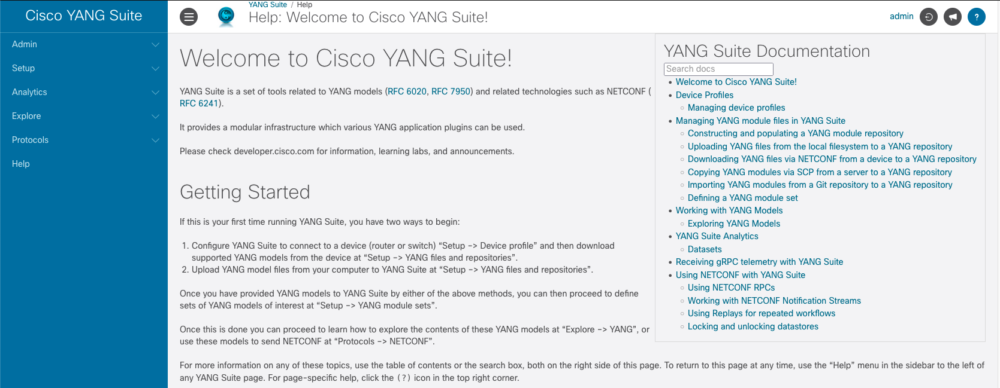 Cisco YANG Suite
Admin
Setup
Analytics
Explore
Protocols
Help
YANG Suite / Help
Help: Welcome to Cisco YANG Suite!
admin
?
Welcome to Cisco YANG Suite!
YANG Suite is a set of tools related to YANG models (RFC 6020, RFC 7950) and related technologies such as NETCONF (
RFC 6241).
It provides a modular infrastructure which various YANG application plugins can be used.
Please check developer.cisco.com for information, learning labs, and announcements.
Getting Started
If this is your first time running YANG Suite, you have two ways to begin:
1. Configure YANG Suite to connect to a device (router or switch) “Setup -> Device profile” and then download
supported YANG models from the device at “Setup -> YANG files and repositories”.
2. Upload YANG model files from your computer to YANG Suite at “Setup -> YANG files and repositories”.
Once you have provided YANG models to YANG Suite by either of the above methods, you can then proceed to define
sets of YANG models of interest at “Setup -> YANG module sets”.
Once this is done you can proceed to learn how to explore the contents of these YANG models at “Explore -> YANG”, or
use these models to send NETCONF at “Protocols -> NETCONF”.
For more information on any of these topics, use the table of contents or the search box, both on the right side of this page. To return to this page at any time, use the “Help” menu in the sidebar to the left of
any YANG Suite page. For page-specific help, click the (?) icon in the top right corner.
YANG Suite Documentation
Search docs
• Welcome to Cisco YANG Suite!
• Device Profiles
◦ Managing device profiles
• Managing YANG module files in YANG Suite
◦ Constructing and populating a YANG module repository
◦ Uploading YANG files from the local filesystem to a YANG repository
◦ Downloading YANG files via NETCONF from a device to a YANG repository
◦ Copying YANG modules via SCP from a server to a YANG repository
◦ Importing YANG modules from a Git repository to a YANG repository
◦ Defining a YANG module set
• Working with YANG Models
◦ Exploring YANG Models
• YANG Suite Analytics
◦ Datasets
• Receiving gRPC telemetry with YANG Suite
• Using NETCONF with YANG Suite
◦ Using NETCONF RPCs
◦ Working with NETCONF Notification Streams
◦ Using Replays for repeated workflows
◦ Locking and unlocking datastores